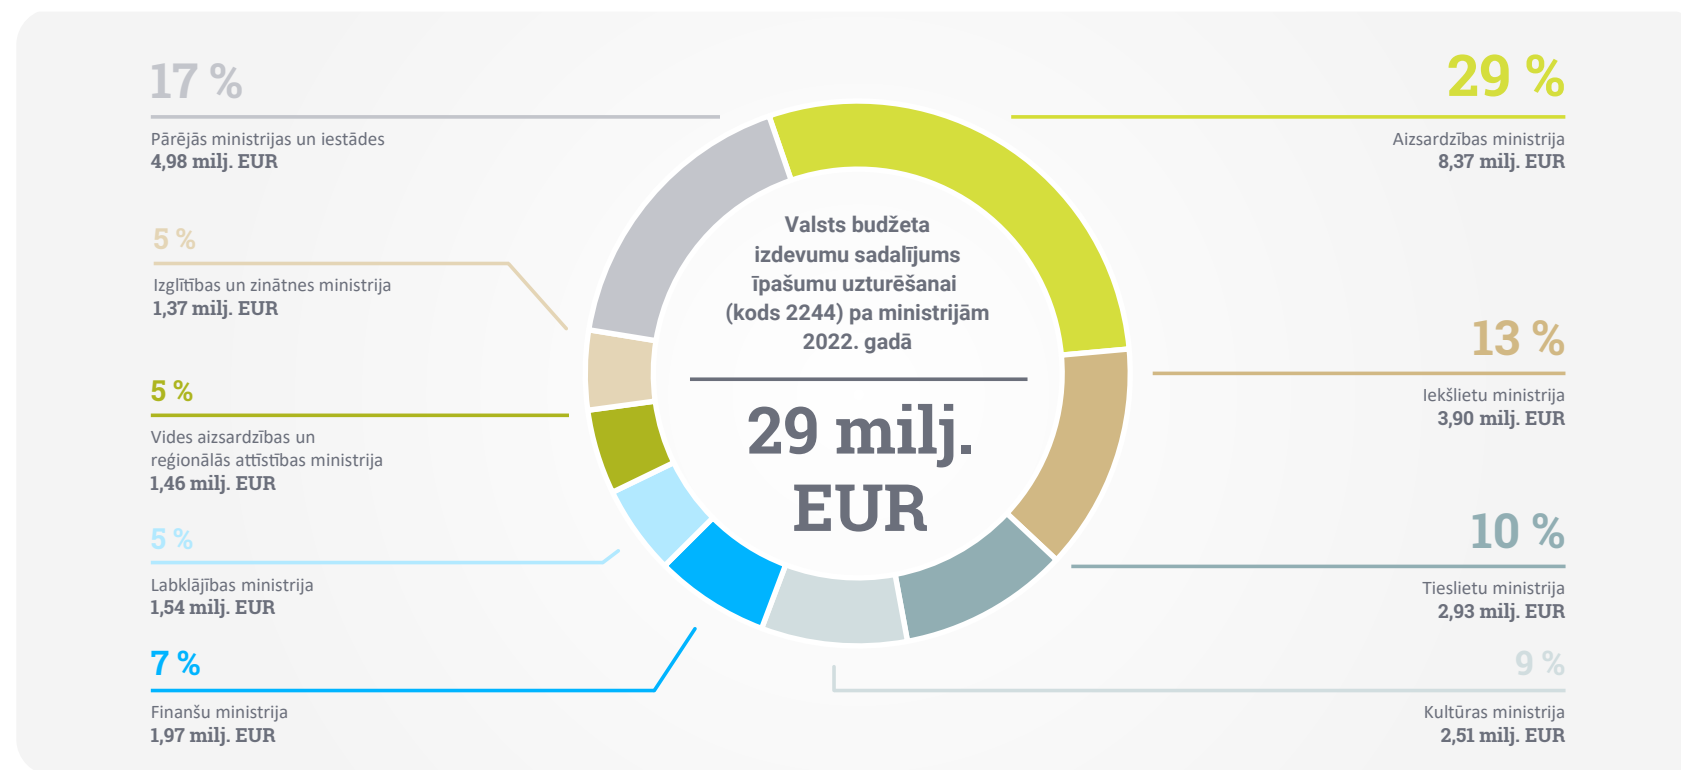 17 %
Pārējās ministrijas un iestādes
4,98 milj. EUR
5 %
Izglītības un zinātnes ministrija
1,37 milj. EUR
5 %
Vides aizsardzības un
reģionālās attīstības ministrija
1,46 milj. EUR
5 %
Labklājības ministrija
1,54 milj. EUR
7 %
Finanšu ministrija
1,97 milj. EUR
Valsts budžeta
izdevumu sadalījums
īpašumu uzturēšanai
(kods 2244) pa ministrijām
2022. gadā
29 milj.
EUR
29 %
Aizsardzības ministrija
8,37 milj. EUR
13 %
Iekšlietu ministrija
3,90 milj. EUR
10 %
Tieslietu ministrija
2,93 milj. EUR
9 %
Kultūras ministrija
2,51 milj. EUR